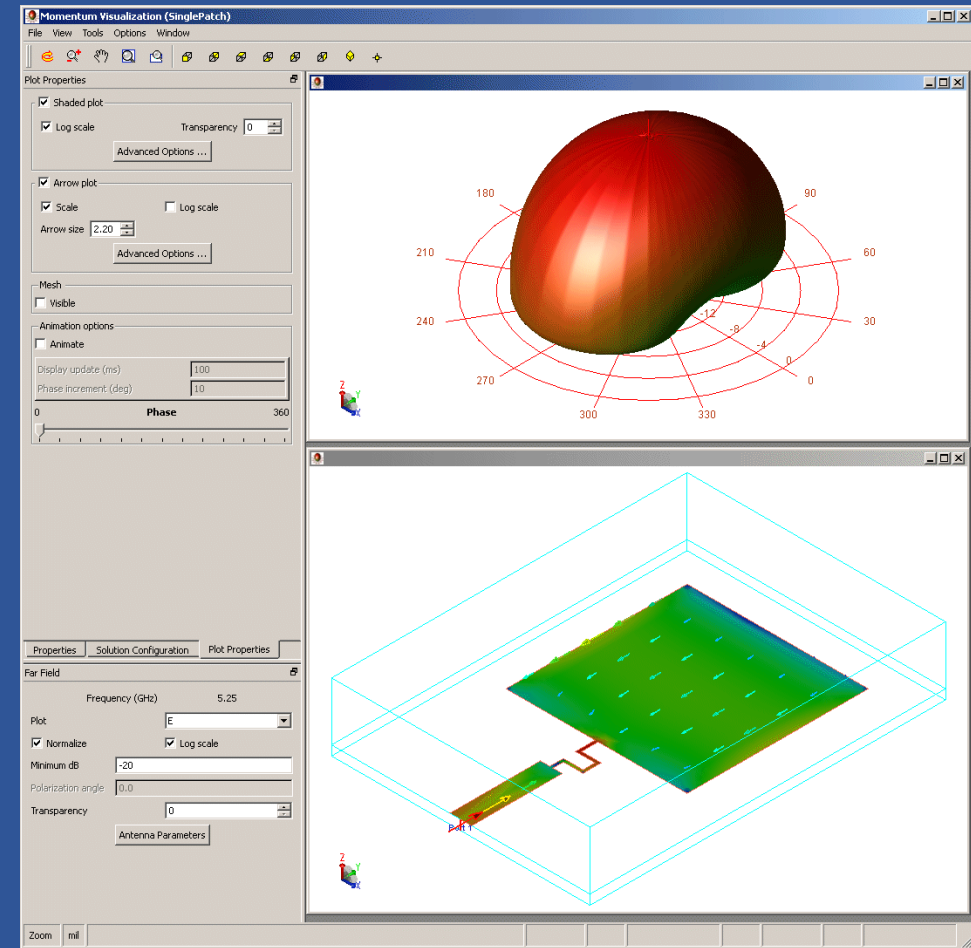 Momentum Visualization (SinglePatch)
File View Tools Options Window
Plot Properties
Shaded plot
Log scale Transparency 0
Advanced Options ...
Arrow plot
Scale Log scale
Arrow size 2.20
Advanced Options ...
Mesh
Visible
Animation options
Animate
Display update (ms) 100
Phase increment (deg) 10
0 Phase 360
Properties Solution Configuration Plot Properties
Far Field
Frequency (GHz) 5.25
Plot E
Normalize Log scale
Minimum dB -20
Polarization angle 0.0
Transparency 0
Antenna Parameters
180 90
210 60
240 30
-12
-8
-4
0
270 0
300 330
Z
Y
X
Port 1
Z
Y
X
Zoom mil